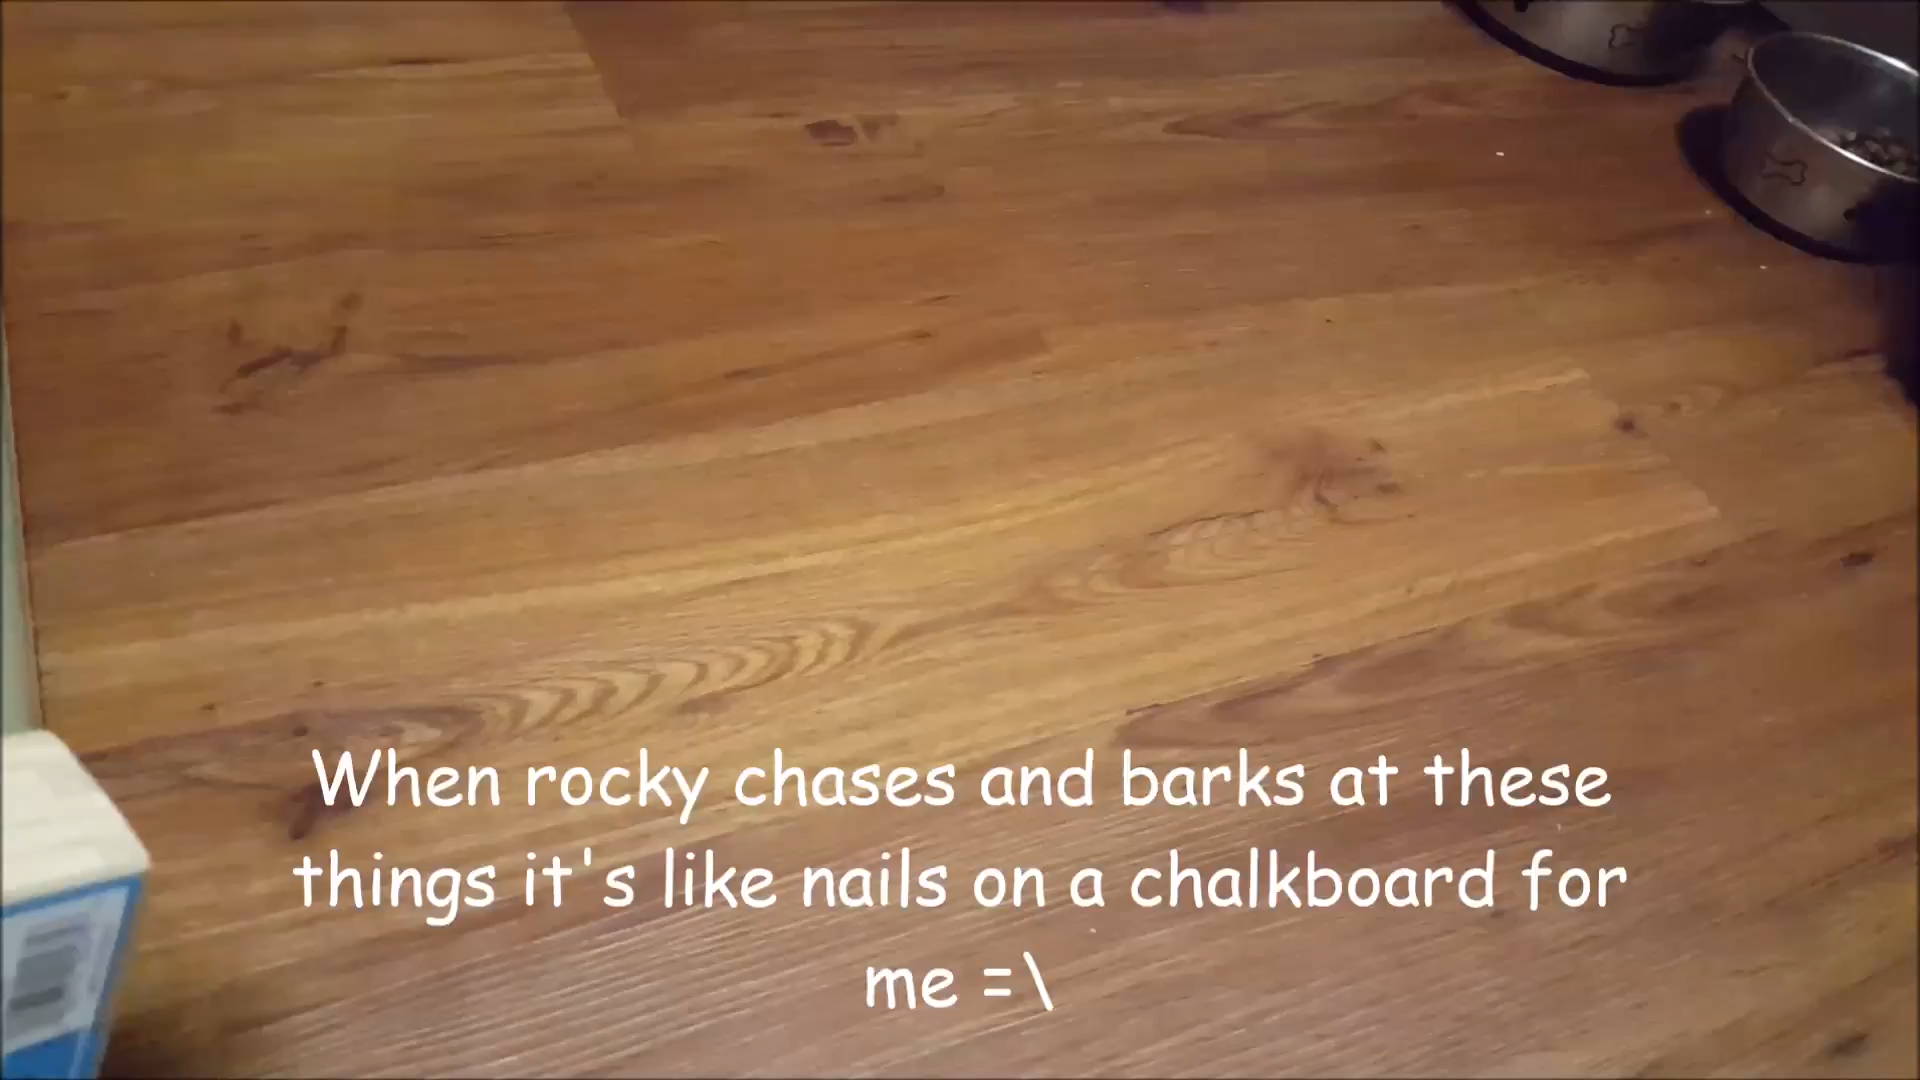 When rocky chases and barks at these
things it's like nails on a chalkboard for
me =\